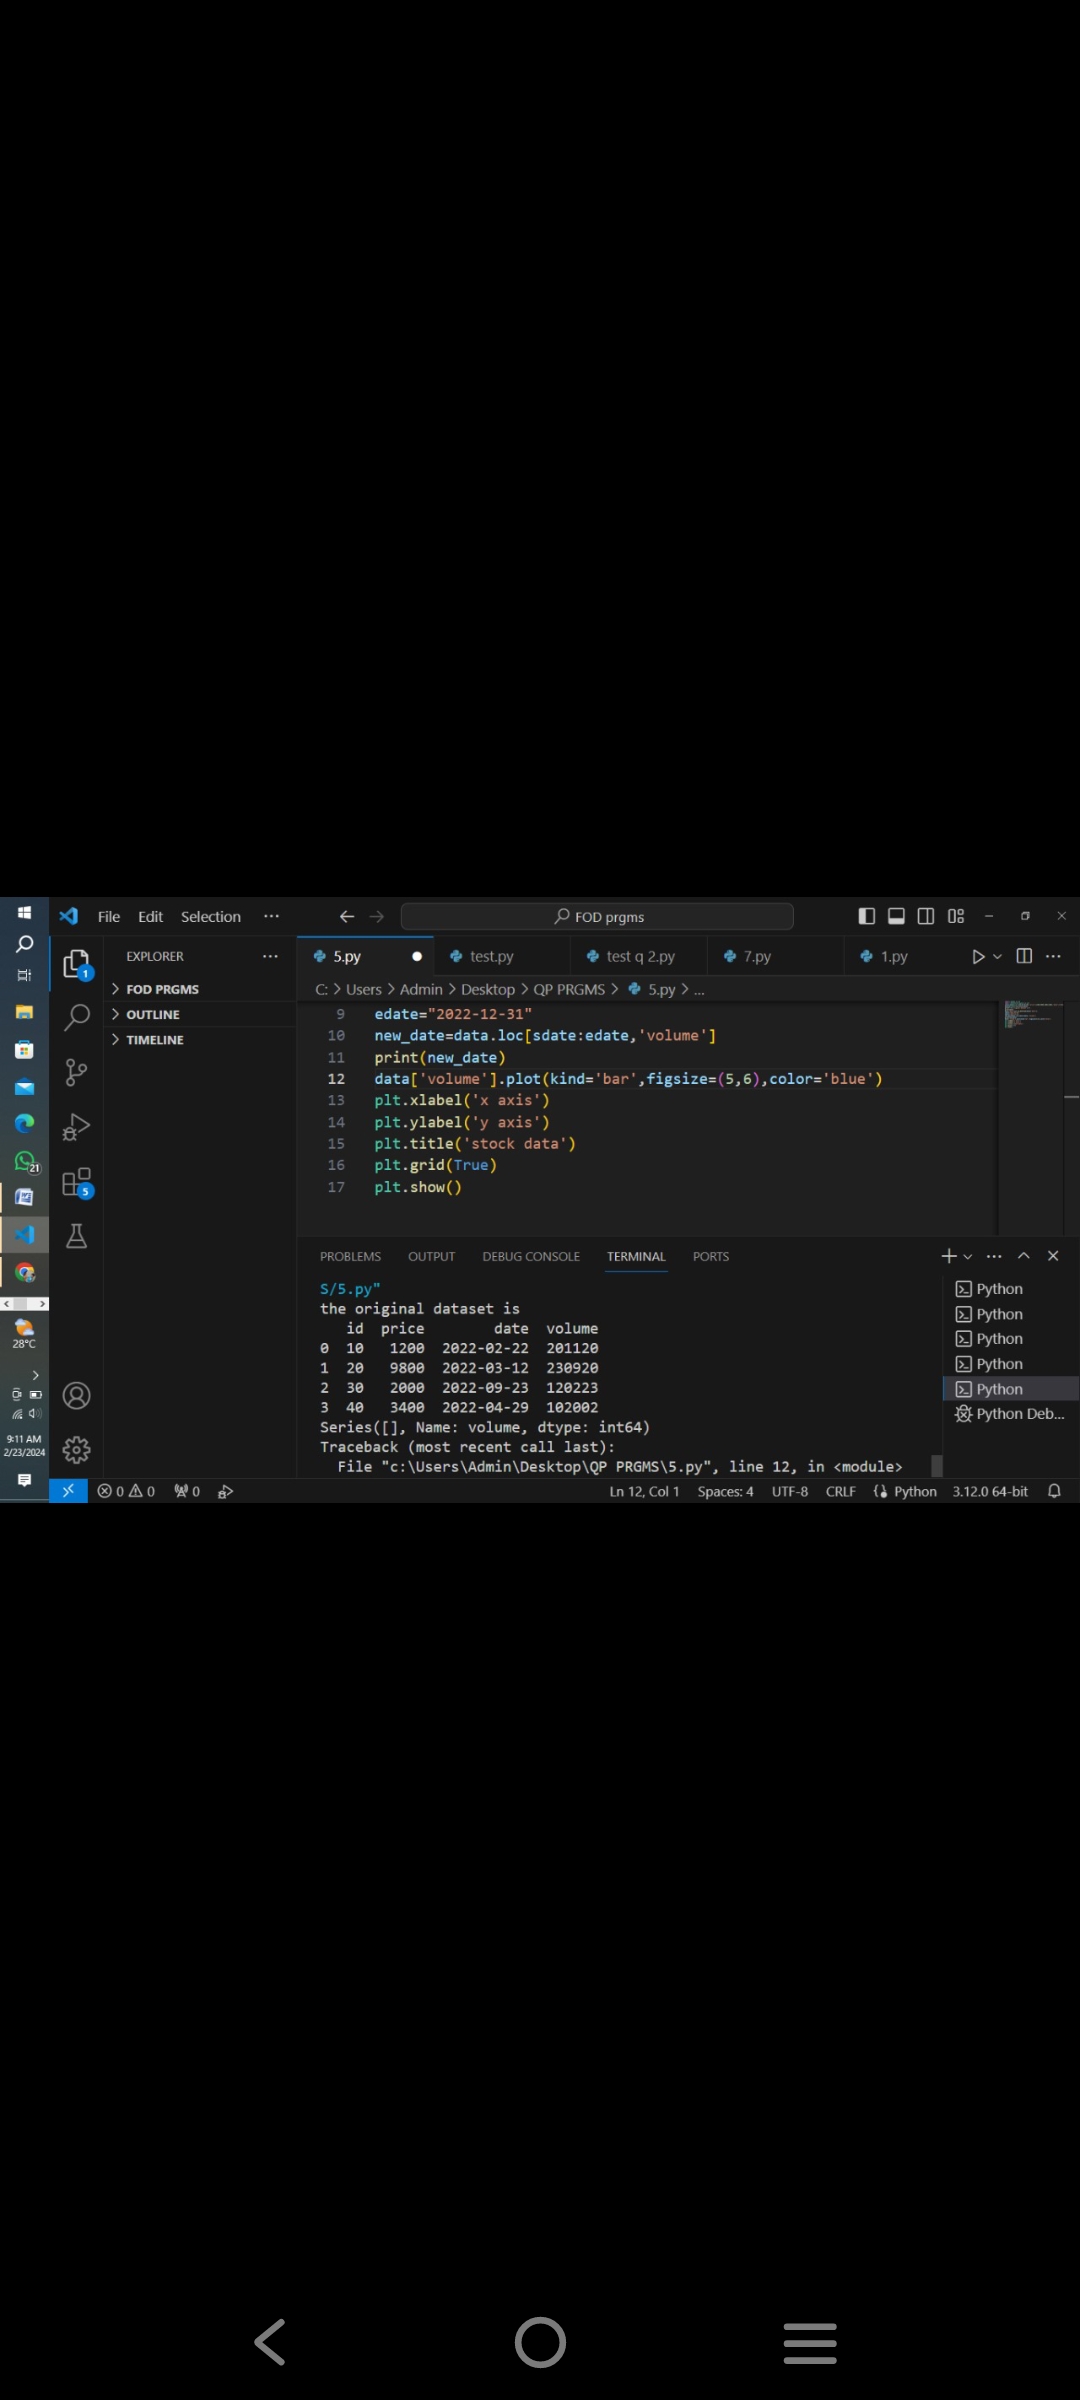 File Edit Selection ··· FOD prgms
EXPLORER ···
FOD PRGMS
OUTLINE
TIMELINE
5.py test.py test q 2.py 7.py 1.py
C: > Users > Admin > Desktop > QP PRGMS > 5.py > ...
9 edate="2022-12-31"
10 new_date=data.loc[sdate:edate,'volume']
11 print(new_date)
12 data['volume'].plot(kind='bar',figsize=(5,6),color='blue')
13 plt.xlabel('x axis')
14 plt.ylabel('y axis')
15 plt.title('stock data')
16 plt.grid(True)
17 plt.show()
PROBLEMS OUTPUT DEBUG CONSOLE TERMINAL PORTS
S/5.py"
the original dataset is
id price date volume
0 10 1200 2022-02-22 201120
1 20 9800 2022-03-12 230920
2 30 2000 2022-09-23 120223
3 40 3400 2022-04-29 102002
Series([], Name: volume, dtype: int64)
Traceback (most recent call last):
File "c:\Users\Admin\Desktop\QP PRGMS\5.py", line 12, in <module>
Python
Python
Python
Python
Python
Python Deb...
1
5
21
28°C
9:11 AM
2/23/2024
0 0 0 Ln 12, Col 1 Spaces: 4 UTF-8 CRLF Python 3.12.0 64-bit